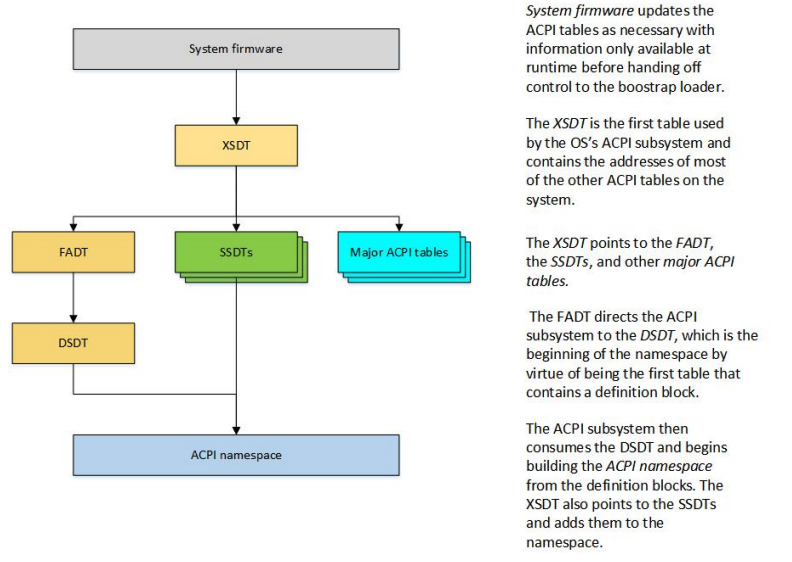 System firmware
XSDT
FADT
SSDTs
Major ACPI tables
DSDT
ACPI namespace
System firmware updates the
ACPI tables as necessary with
information only available at
runtime before handing off
control to the boostrap loader.
The XSDT is the first table used
by the OS’s ACPI subsystem and
contains the addresses of most
of the other ACPI tables on the
system.
The XSDT points to the FADT,
the SSDTs, and other major ACPI
tables.
The FADT directs the ACPI
subsystem to the DSDT, which is the
beginning of the namespace by
virtue of being the first table that
contains a definition block.
The ACPI subsystem then
consumes the DSDT and begins
building the ACPI namespace
from the definition blocks. The
XSDT also points to the SSDTs
and adds them to the
namespace.